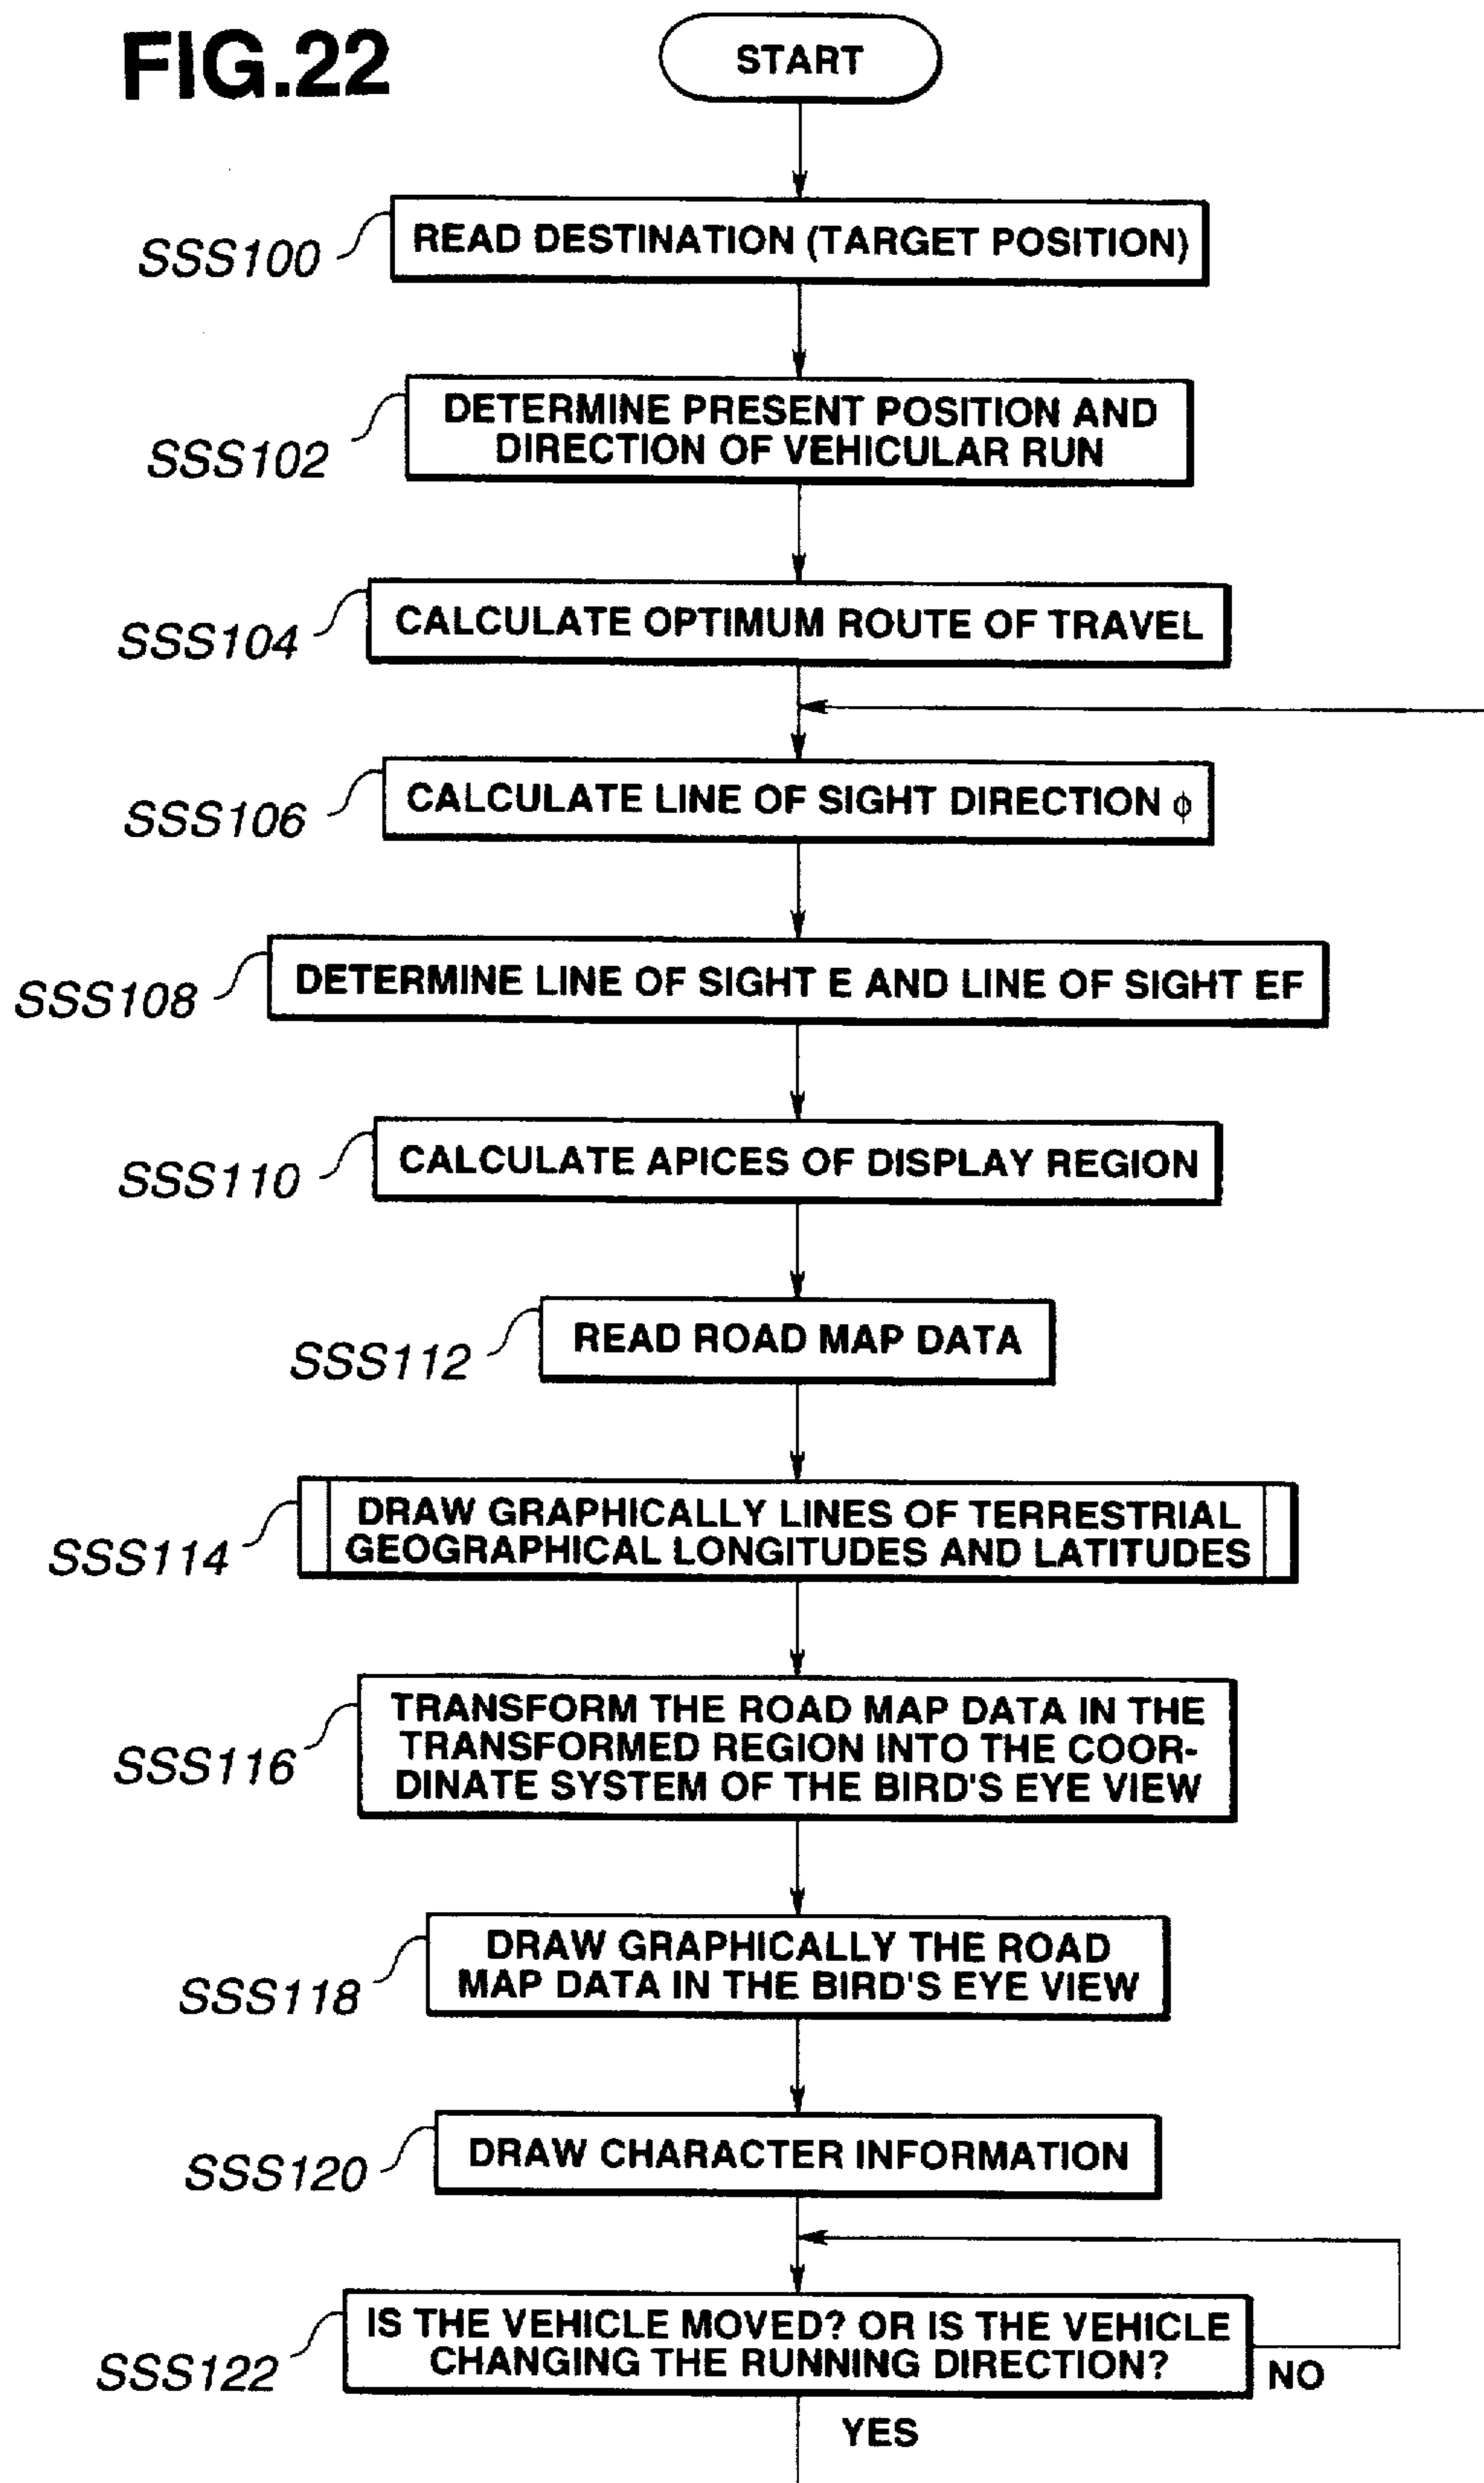 FIG.22
START
SSS100
READ DESTINATION (TARGET POSITION)
SSS102
DETERMINE PRESENT POSITION AND
DIRECTION OF VEHICULAR RUN
SSS104
CALCULATE OPTIMUM ROUTE OF TRAVEL
SSS106
CALCULATE LINE OF SIGHT DIRECTION ϕ
SSS108
DETERMINE LINE OF SIGHT E AND LINE OF SIGHT EF
SSS110
CALCULATE APICES OF DISPLAY REGION
SSS112
READ ROAD MAP DATA
SSS114
DRAW GRAPHICALLY LINES OF TERRESTRIAL
GEOGRAPHICAL LONGITUDES AND LATITUDES
SSS116
TRANSFORM THE ROAD MAP DATA IN THE
TRANSFORMED REGION INTO THE COOR-
DINATE SYSTEM OF THE BIRD'S EYE VIEW
SSS118
DRAW GRAPHICALLY THE ROAD
MAP DATA IN THE BIRD'S EYE VIEW
SSS120
DRAW CHARACTER INFORMATION
SSS122
IS THE VEHICLE MOVED? OR IS THE VEHICLE
CHANGING THE RUNNING DIRECTION?
NO
YES